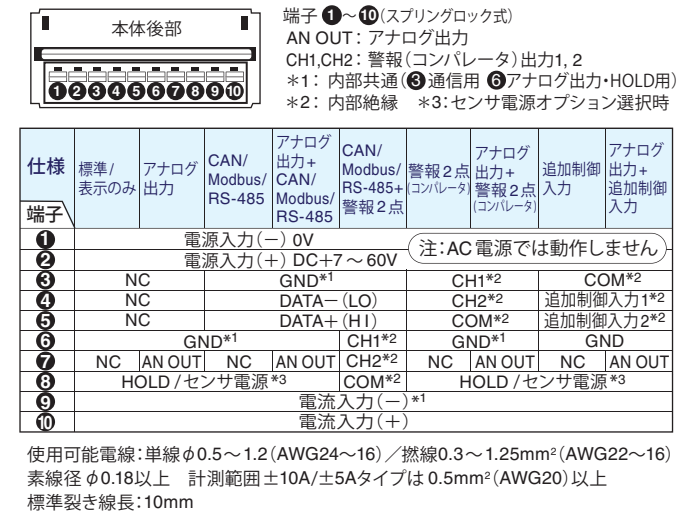 本体後部
❶❷❸❹❺❻❼❽❾❿
端子 ❶～❿(スプリングロック式)
AN OUT：アナログ出力
CH1,CH2：警報(コンパレータ)出力1, 2
＊1：内部共通(❸通信用 ❻アナログ出力・HOLD用)
＊2：内部絶縁　＊3：センサ電源オプション選択時
仕様 端子 標準/表示のみ アナログ出力 CAN/Modbus/RS-485 アナログ出力+CAN/Modbus/RS-485 CAN/Modbus/RS-485+警報2点 警報2点(コンパレータ) アナログ出力+警報2点(コンパレータ) 追加制御入力 アナログ出力+追加制御入力
❶ 電源入力(－) 0V
❷ 電源入力(＋) DC+7～60V
注：AC電源では動作しません
❸ NC GND*1 CH1*2 COM*2
❹ NC DATA－(LO) CH2*2 追加制御入力1*2
❺ NC DATA＋(HI) COM*2 追加制御入力2*2
❻ GND*1 CH1*2 GND*1 GND
❼ NC AN OUT NC AN OUT CH2*2 NC AN OUT NC AN OUT
❽ HOLD /センサ電源*3 COM*2 HOLD /センサ電源*3
❾ 電流入力(－)*1
❿ 電流入力(＋)
使用可能電線：単線φ0.5～1.2(AWG24～16)／撚線0.3～1.25mm²(AWG22～16)
素線径φ0.18以上　計測範囲±10A/±5Aタイプは0.5mm²(AWG20)以上
標準裂き線長：10mm